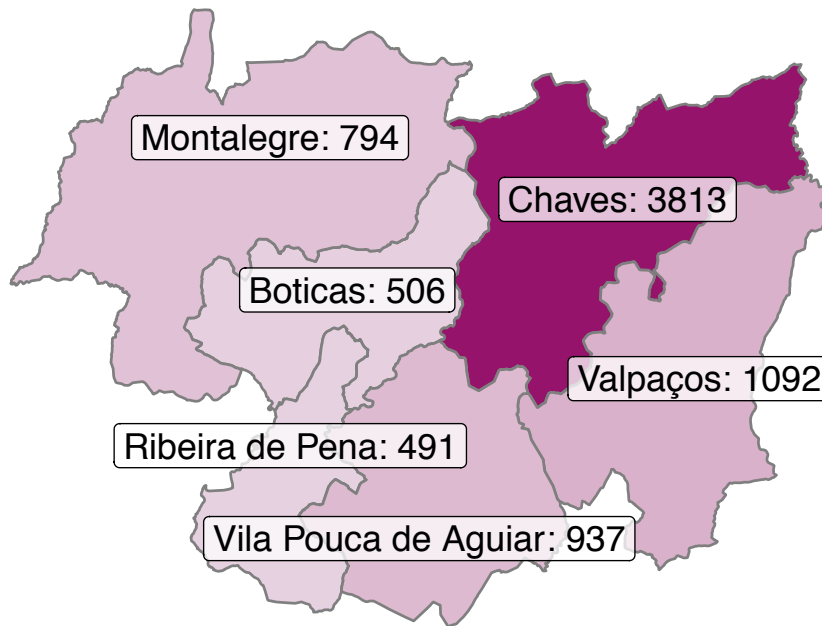 Montalegre: 794
Chaves: 3813
Boticas: 506
Valpaços: 1092
Ribeira de Pena: 491
Vila Pouca de Aguiar: 937